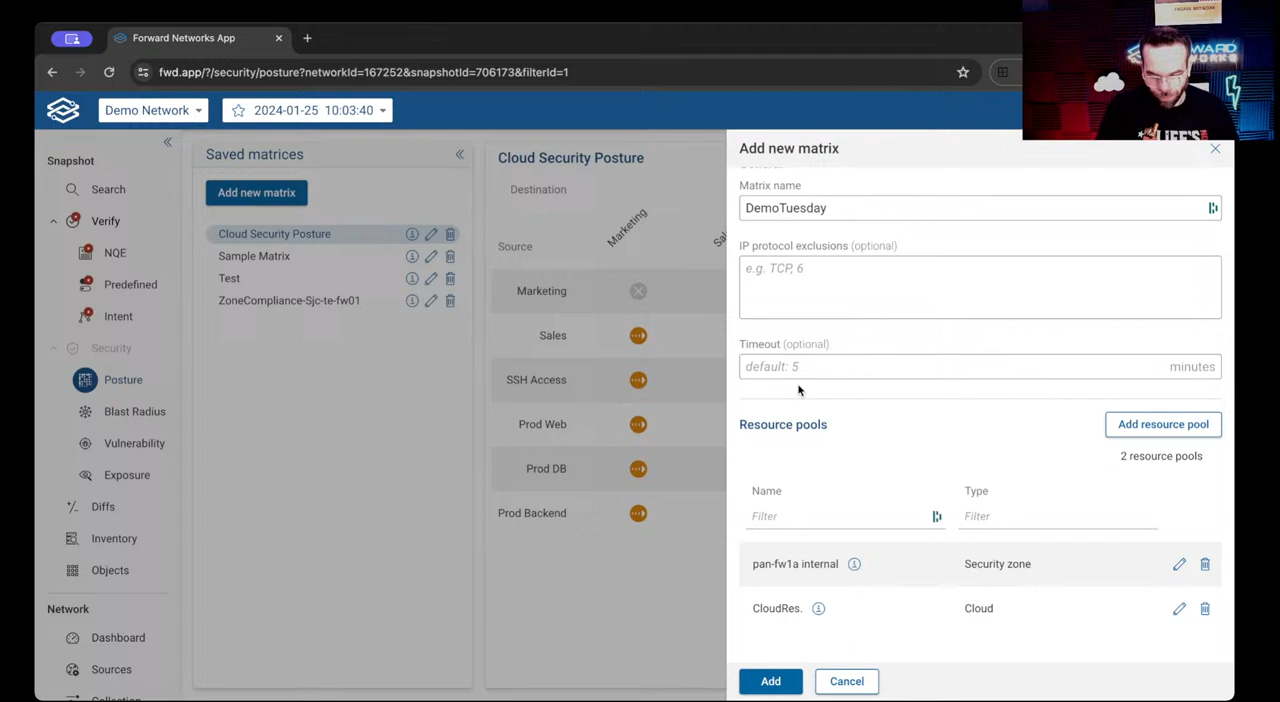 Forward Networks App
fwd.app/?/security/posture?networkId=167252&snapshotId=706173&filterId=1
Demo Network
2024-01-25 10:03:40
Snapshot
Search
Verify
NQE
Predefined
Intent
Security
Posture
Blast Radius
Vulnerability
Exposure
Diffs
Inventory
Objects
Network
Dashboard
Sources
Collection
Saved matrices
Add new matrix
Cloud Security Posture
Sample Matrix
Test
ZoneCompliance-Sjc-te-fw01
Cloud Security Posture
Destination
Marketing
Source
Marketing
Sales
SSH Access
Prod Web
Prod DB
Prod Backend
Add new matrix
Matrix name
DemoTuesday
IP protocol exclusions (optional)
e.g. TCP, 6
Timeout (optional)
default: 5
minutes
Resource pools
Add resource pool
2 resource pools
Name
Type
Filter
Filter
pan-fw1a internal
Security zone
CloudRes.
Cloud
Add
Cancel